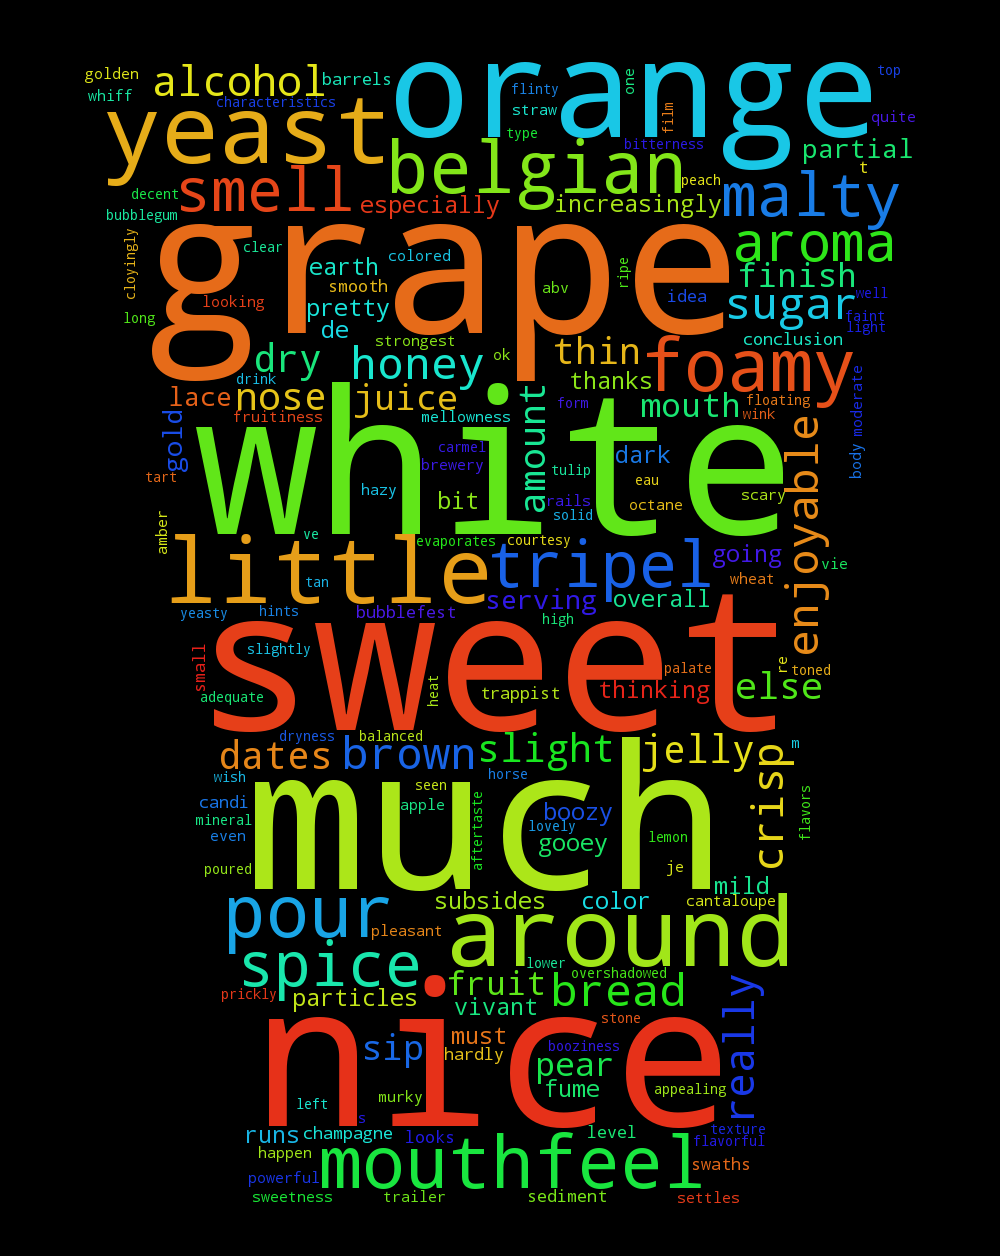 golden
alcohol
barrels
orange
top
whiff
characteristics
flinty
one
straw
film
quite
yeast
type
bitterness
partial
belgian
t
smell
peach
malty
decent
especially
increasingly
bubblegum
grape
aroma
clear
colored
cloyingly
earth
ripe
finish
smooth
abv
idea
sugar
well
looking
pretty
faint
long
de
light
strongest
conclusion
dry
honey
ok
thin
foamy
drink
thanks
lace
nose
juice
amount
form
mouth
floating
moderate
gold
fruitiness
mellowness
wink
white
enjoyable
carmel
dark
brewery
tulip
body
tart
hazy
eau
bit
rails
octane
scary
solid
amber
ve
evaporates
courtesy
little
tripel
going
vie
tan
wheat
serving
overall
yeasty
hints
bubblefest
high
sweet
slightly
small
palate
re
toned
adequate
heat
trappist
thinking
else
dryness
balanced
slight
jelly
m
dates
brown
crisp
wish
horse
seen
much
candi
apple
aftertaste
boozy
flavors
mineral
lovely
even
gooey
lemon
poured
je
mild
subsides
color
cantaloupe
pour
pleasant
around
spice
lower
overshadowed
fruit
bread
really
prickly
particles
vivant
stone
nice
sip
must
hardly
booziness
pear
fume
appealing
murky
left
s
runs
champagne
looks
level
texture
flavorful
happen
mouthfeel
swaths
powerful
sweetness
trailer
sediment
settles